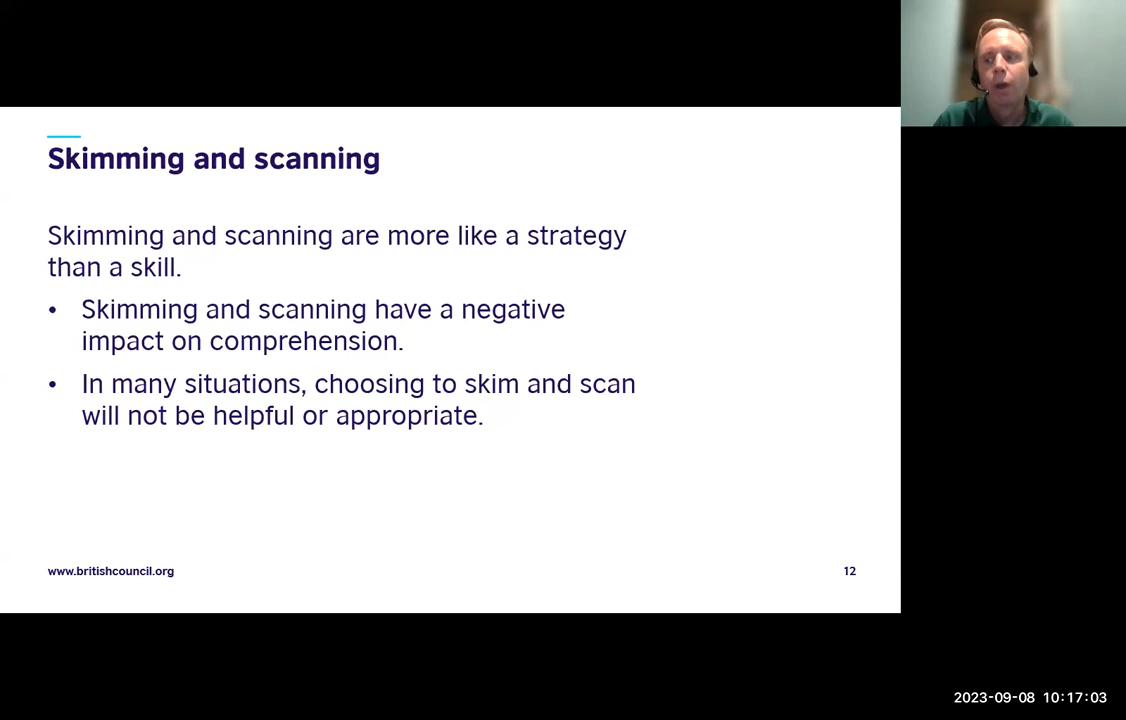 Skimming and scanning
Skimming and scanning are more like a strategy
than a skill.
• Skimming and scanning have a negative
impact on comprehension.
• In many situations, choosing to skim and scan
will not be helpful or appropriate.
www.britishcouncil.org
12
2023-09-08 10:17:03